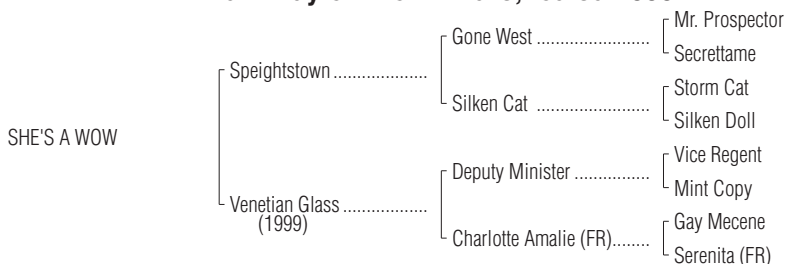 Mr. Prospector
Gone West ........................
Secrettame
Speightstown ....................
Storm Cat
Silken Cat ........................
Silken Doll
SHE'S A WOW
Vice Regent
Deputy Minister ................
Mint Copy
Venetian Glass ..................
(1999)
Gay Mecene
Charlotte Amalie (FR)........
Serenita (FR)